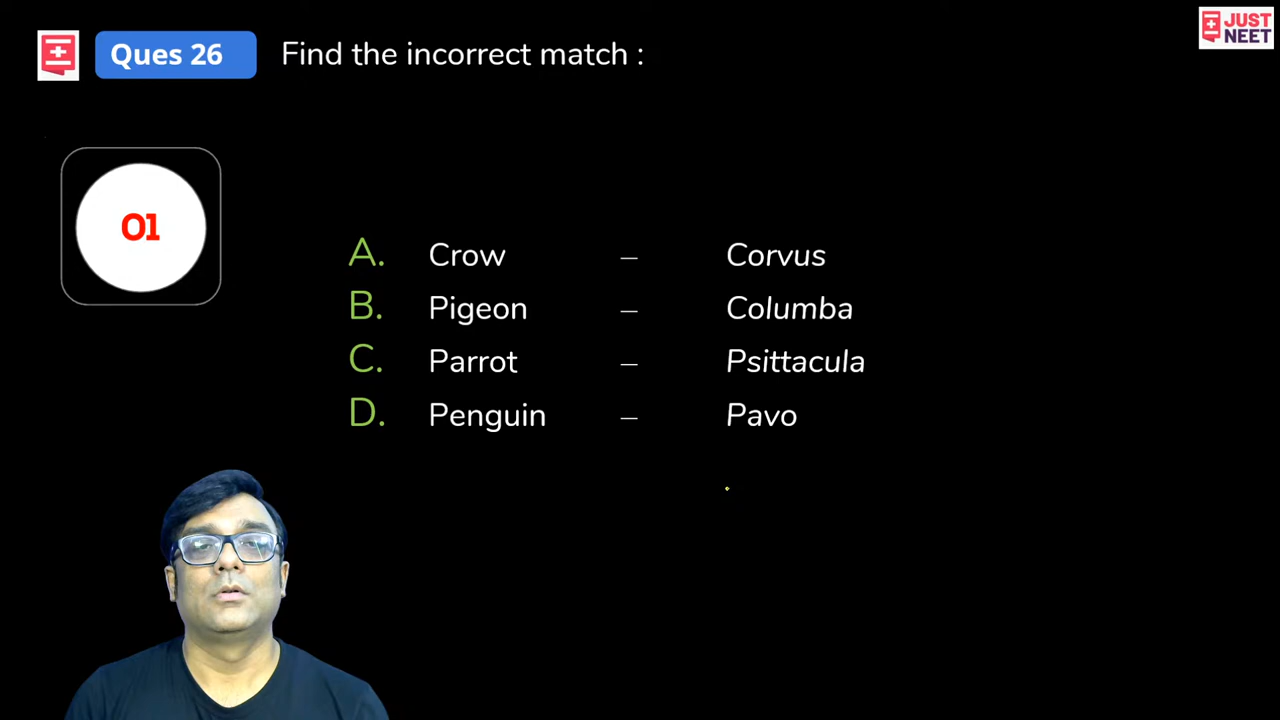 JUST
NEET
Ques 26 Find the incorrect match :
01
A. Crow – Corvus
B. Pigeon – Columba
C. Parrot – Psittacula
D. Penguin – Pavo